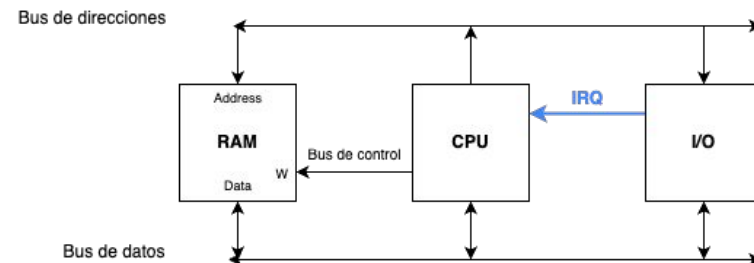 Bus de direcciones
Address
IRQ
RAM
CPU
I/O
Bus de control
W
Data
Bus de datos